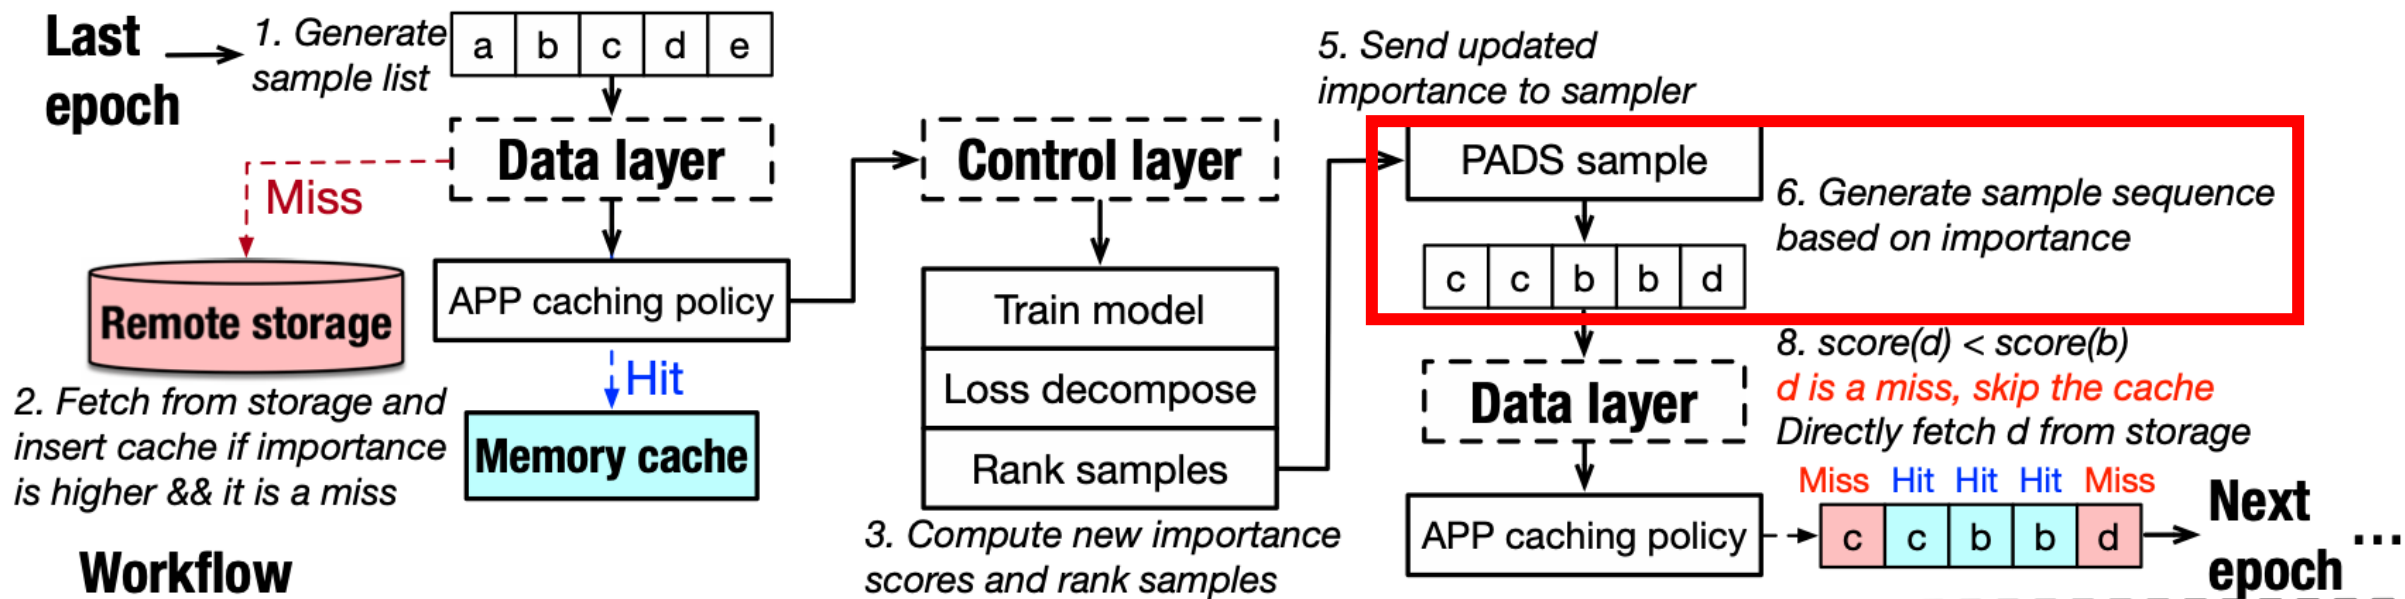 Last
epoch
1. Generate
sample list
a b c d e
Data layer
Miss
Remote storage
APP caching policy
Hit
Memory cache
2. Fetch from storage and
insert cache if importance
is higher && it is a miss
Workflow
Control layer
Train model
Loss decompose
Rank samples
3. Compute new importance
scores and rank samples
5. Send updated
importance to sampler
PADS sample
6. Generate sample sequence
based on importance
c c b b d
Data layer
APP caching policy
8. score(d) < score(b)
d is a miss, skip the cache
Directly fetch d from storage
Miss Hit Hit Hit Miss
c c b b d
Next
epoch
...